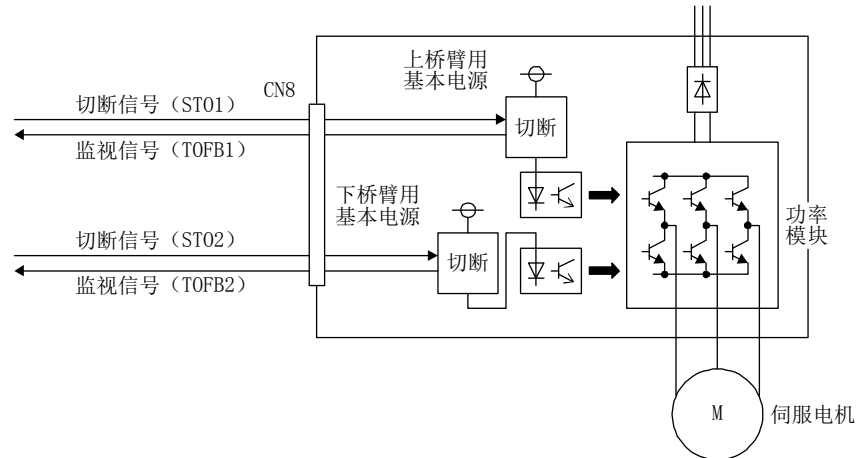 上桥臂用
基本电源
CN8
切断信号（STO1）
切断
监视信号（TOFB1）
下桥臂用
基本电源
功率
模块
切断信号（STO2）
切断
监视信号（TOFB2）
M
伺服电机